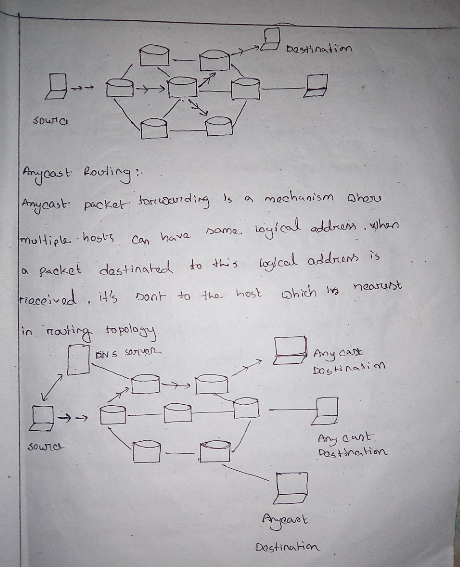 Destination
source
Anycast Routing:-
Anycast packet forwarding is a mechanism where
multiple hosts can have same logical address. When
a packet destinated to this logical address is
received, it's sent to the host which is nearest
in routing topology
DNS server
Any cast
Destination
source
Any cast
Destination
Anycast
Destination